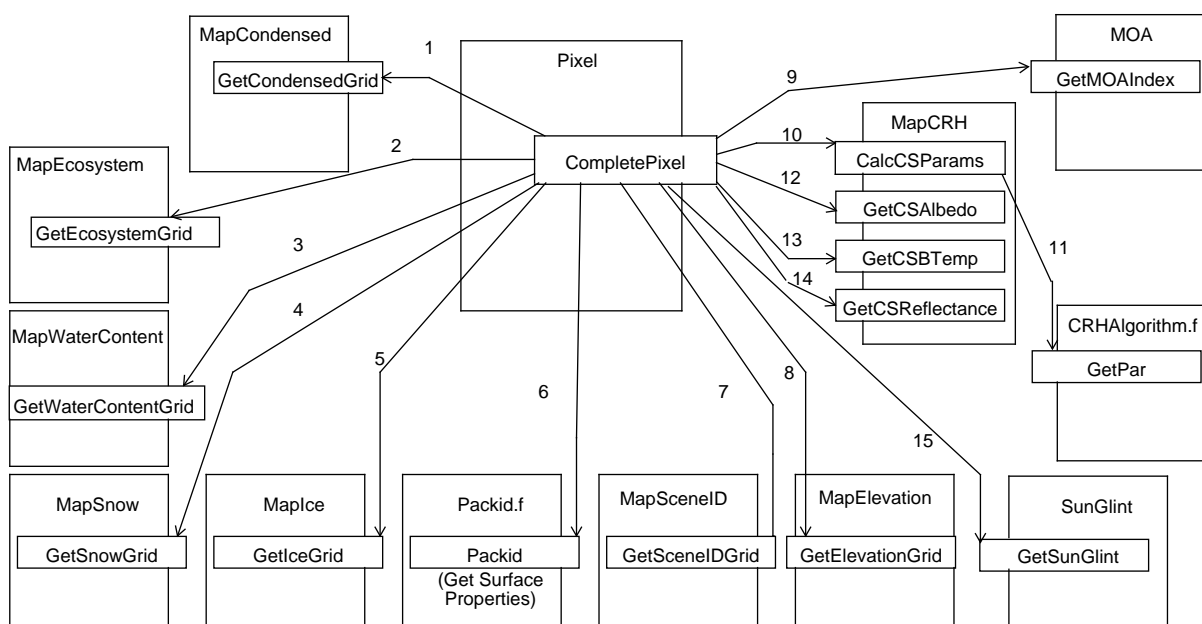 MapCondensed
1
Pixel
MOA
GetCondensedGrid
9
GetMOAIndex
MapCRH
10
MapEcosystem
2
CompletePixel
CalcCSParams
12
GetCSAlbedo
GetEcosystemGrid
3
13
GetCSBTemp
11
14
4
GetCSReflectance
MapWaterContent
CRHAlgorithm.f
5
8
GetPar
6
7
GetWaterContentGrid
15
MapSnow
MapIce
Packid.f
MapSceneID
MapElevation
SunGlint
GetSnowGrid
GetIceGrid
Packid
GetSceneIDGrid
GetElevationGrid
GetSunGlint
(Get Surface
Properties)